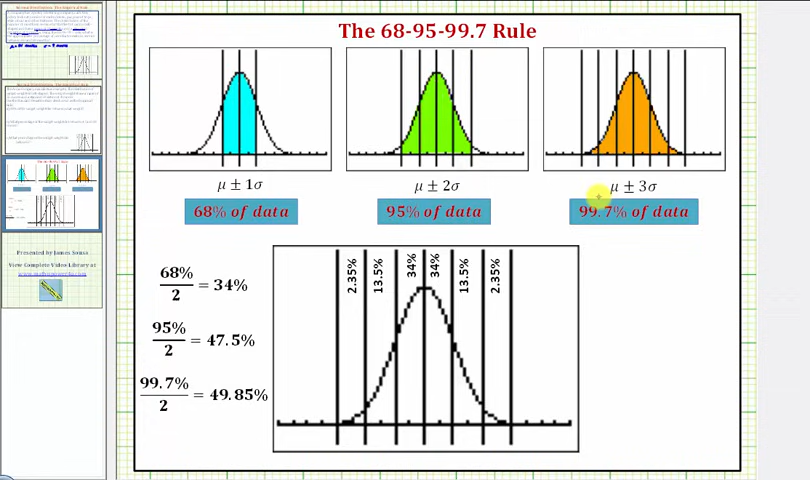 The 68-95-99.7 Rule
μ ± 1σ
μ ± 2σ
μ ± 3σ
68% of data
95% of data
99.7% of data
2.35%
13.5%
34%
34%
13.5%
2.35%
68%/2 = 34%
95%/2 = 47.5%
99.7%/2 = 49.85%
Presented by James Sousa
View Complete Video Library at